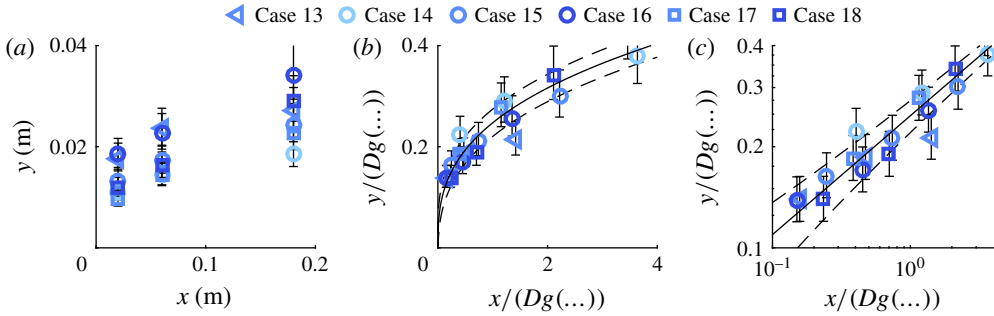 Case 13 Case 14 Case 15 Case 16 Case 17 Case 18
(a) (b) (c)
0.04 0.4 0.4
0.3
0.02 0.2 0.2
0.1
0 0.1 0.2 0 2 4 10⁻¹ 10⁰
y (m) y/(Dg(...)) y/(Dg(...))
x (m) x/(Dg(...)) x/(Dg(...))